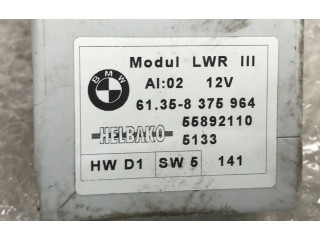 BMW
Modul LWR III
AI:02 12V
61.35-8 375 964
55892110
HELBAKO 5133
HW D1 SW 5 141